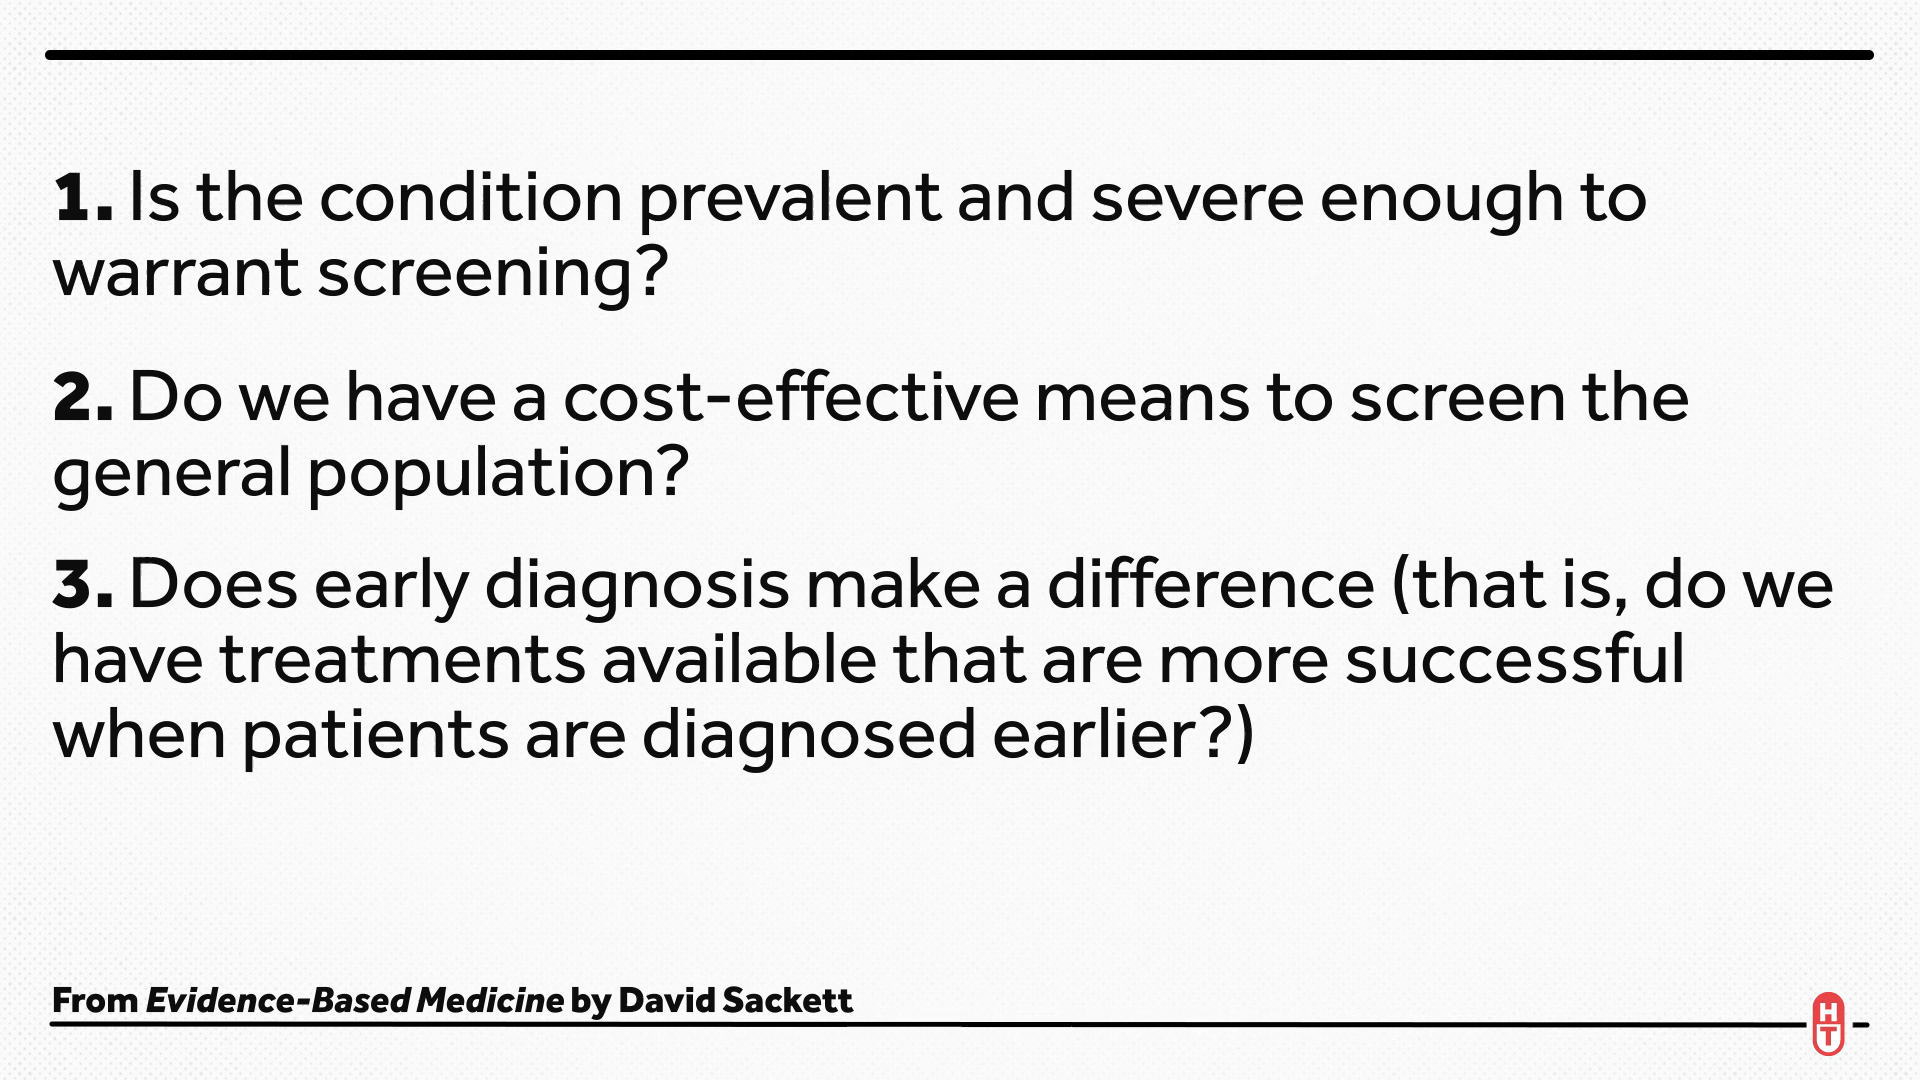 1. Is the condition prevalent and severe enough to
warrant screening?
2. Do we have a cost-effective means to screen the
general population?
3. Does early diagnosis make a difference (that is, do we
have treatments available that are more successful
when patients are diagnosed earlier?)
From Evidence-Based Medicine by David Sackett
H
T